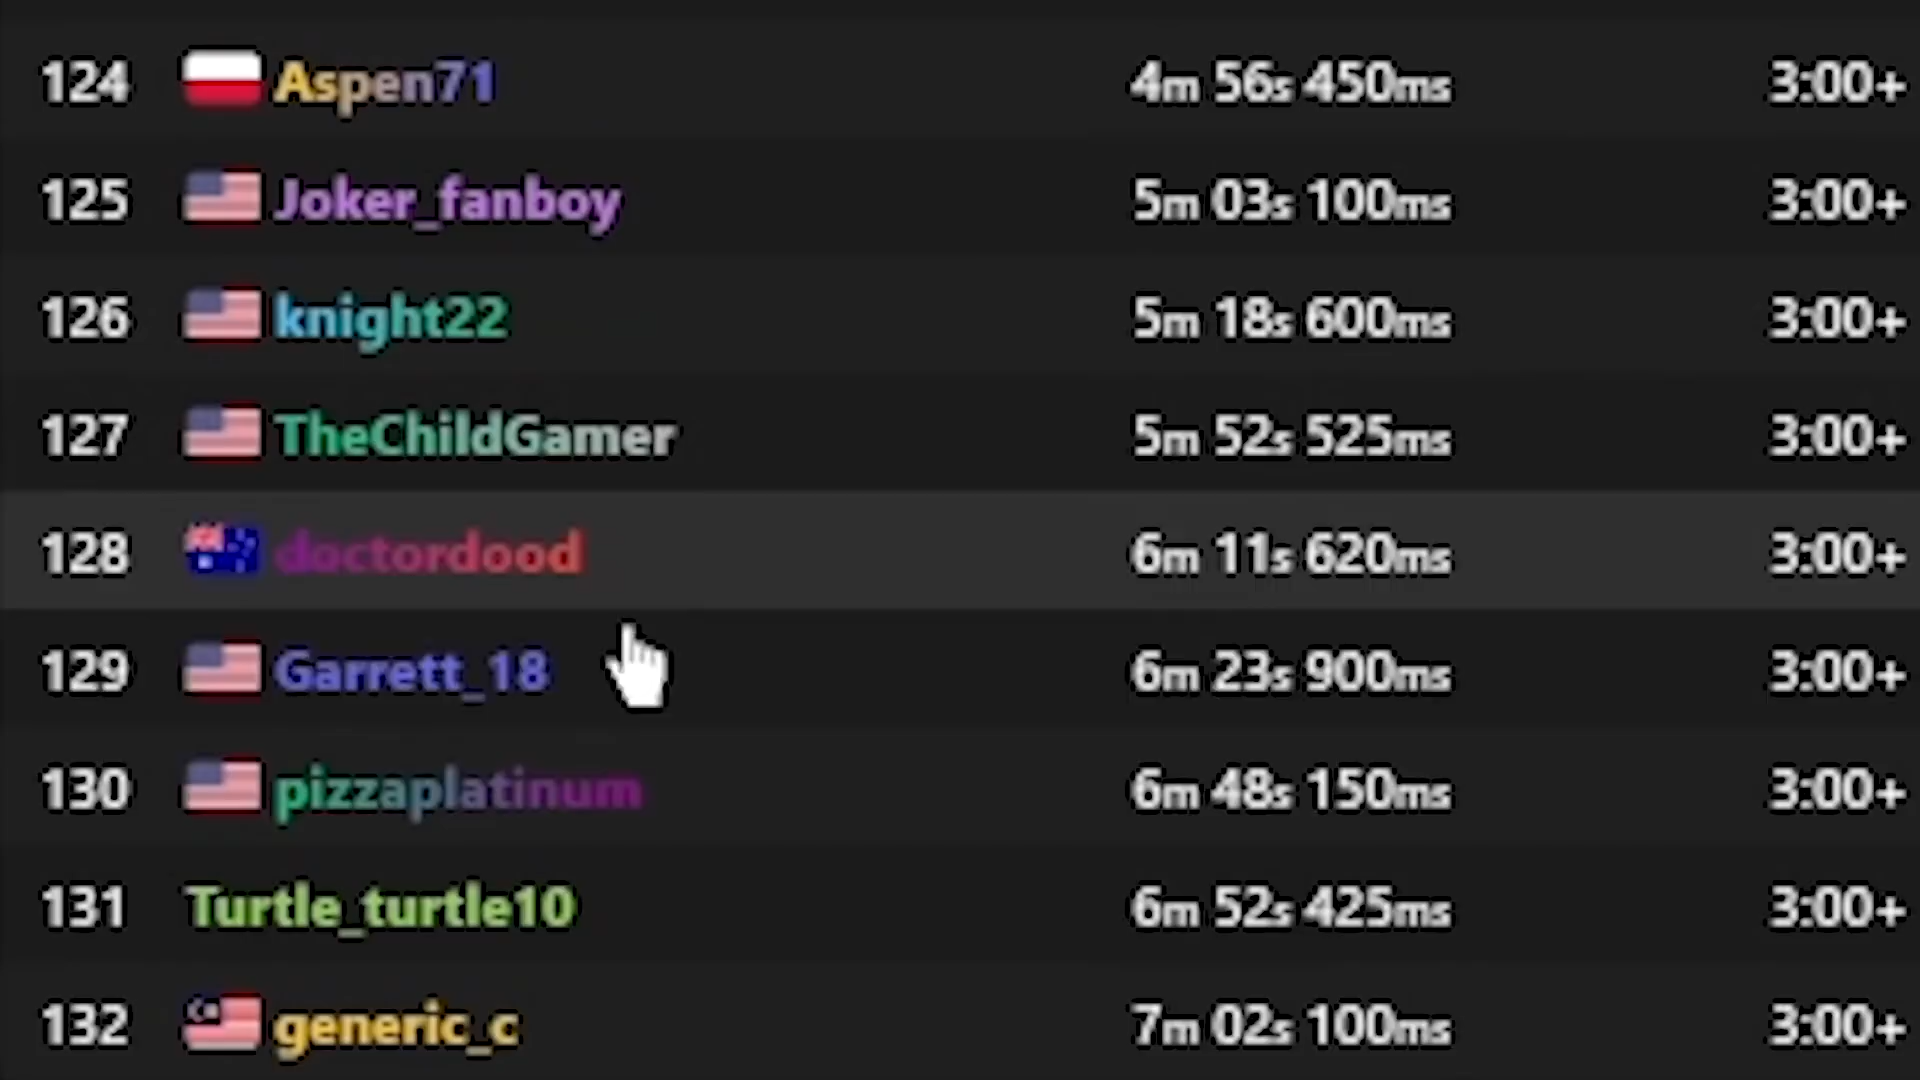 124 Aspen71 4m 56s 450ms 3:00+
125 Joker_fanboy 5m 03s 100ms 3:00+
126 knight22 5m 18s 600ms 3:00+
127 TheChildGamer 5m 52s 525ms 3:00+
128 doctordood 6m 11s 620ms 3:00+
129 Garrett_18 6m 23s 900ms 3:00+
130 pizzaplatinum 6m 48s 150ms 3:00+
131 Turtle_turtle10 6m 52s 425ms 3:00+
132 generic_c 7m 02s 100ms 3:00+